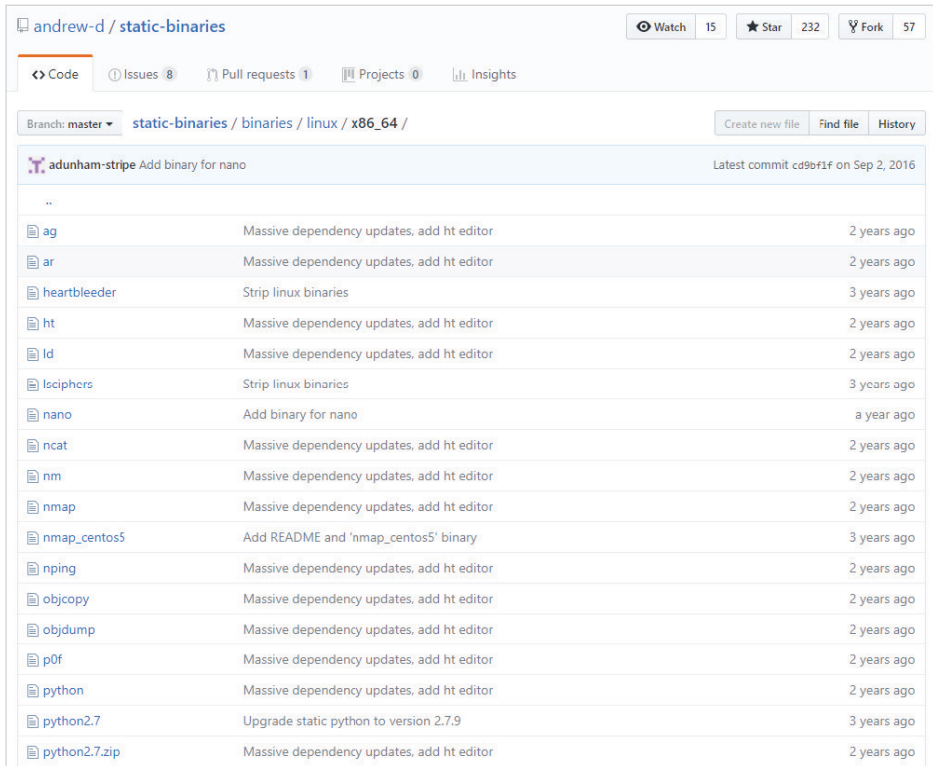 andrew-d / static-binaries Watch 15 Star 232 Fork 57
Code Issues 8 Pull requests 1 Projects 0 Insights
Branch: master static-binaries / binaries / linux / x86_64 / Create new file Find file History
adunham-stripe Add binary for nano Latest commit cd9bf1f on Sep 2, 2016
..
ag Massive dependency updates, add ht editor 2 years ago
ar Massive dependency updates, add ht editor 2 years ago
heartbleeder Strip linux binaries 3 years ago
ht Massive dependency updates, add ht editor 2 years ago
ld Massive dependency updates, add ht editor 2 years ago
lsciphers Strip linux binaries 3 years ago
nano Add binary for nano a year ago
ncat Massive dependency updates, add ht editor 2 years ago
nm Massive dependency updates, add ht editor 2 years ago
nmap Massive dependency updates, add ht editor 2 years ago
nmap_centos5 Add README and 'nmap_centos5' binary 3 years ago
nping Massive dependency updates, add ht editor 2 years ago
objcopy Massive dependency updates, add ht editor 2 years ago
objdump Massive dependency updates, add ht editor 2 years ago
p0f Massive dependency updates, add ht editor 2 years ago
python Massive dependency updates, add ht editor 2 years ago
python2.7 Upgrade static python to version 2.7.9 3 years ago
python2.7.zip Massive dependency updates, add ht editor 2 years ago